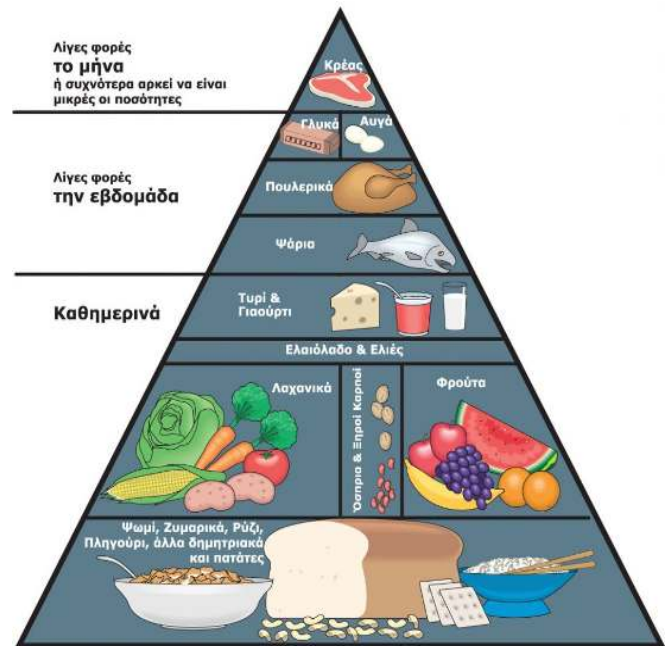 Λίγες φορές
το μήνα
ή συχνότερα αρκεί να είναι
μικρές οι ποσότητες
Κρέας
Γλυκά
Αυγά
Λίγες φορές
την εβδομάδα
Πουλερικά
Ψάρια
Καθημερινά
Τυρί &
Γιαούρτι
Ελαιόλαδο & Ελιές
Λαχανικά
Όσπρια & Ξηροί Καρποί
Φρούτα
Ψωμί, Ζυμαρικά, Ρύζι,
Πληγούρι, άλλα δημητριακά
και πατάτες